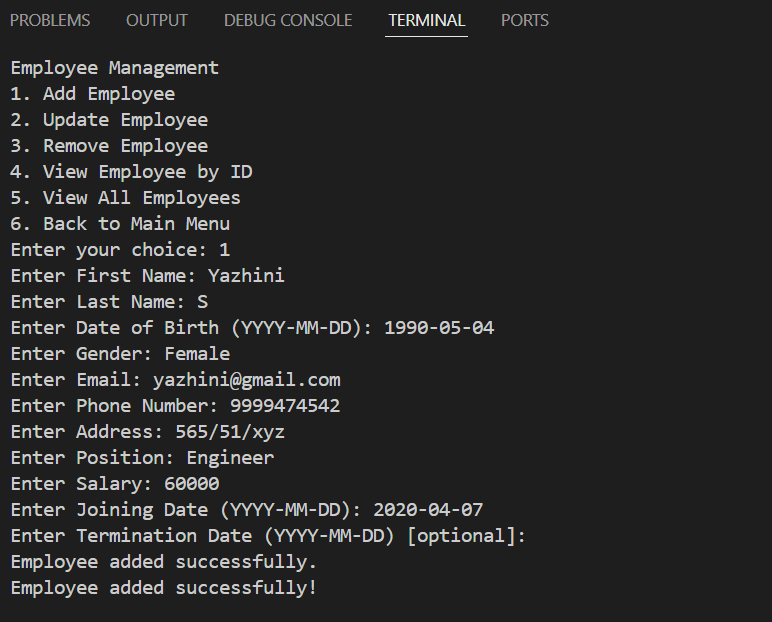 PROBLEMS OUTPUT DEBUG CONSOLE TERMINAL PORTS
Employee Management
1. Add Employee
2. Update Employee
3. Remove Employee
4. View Employee by ID
5. View All Employees
6. Back to Main Menu
Enter your choice: 1
Enter First Name: Yazhini
Enter Last Name: S
Enter Date of Birth (YYYY-MM-DD): 1990-05-04
Enter Gender: Female
Enter Email: yazhini@gmail.com
Enter Phone Number: 9999474542
Enter Address: 565/51/xyz
Enter Position: Engineer
Enter Salary: 60000
Enter Joining Date (YYYY-MM-DD): 2020-04-07
Enter Termination Date (YYYY-MM-DD) [optional]:
Employee added successfully.
Employee added successfully!